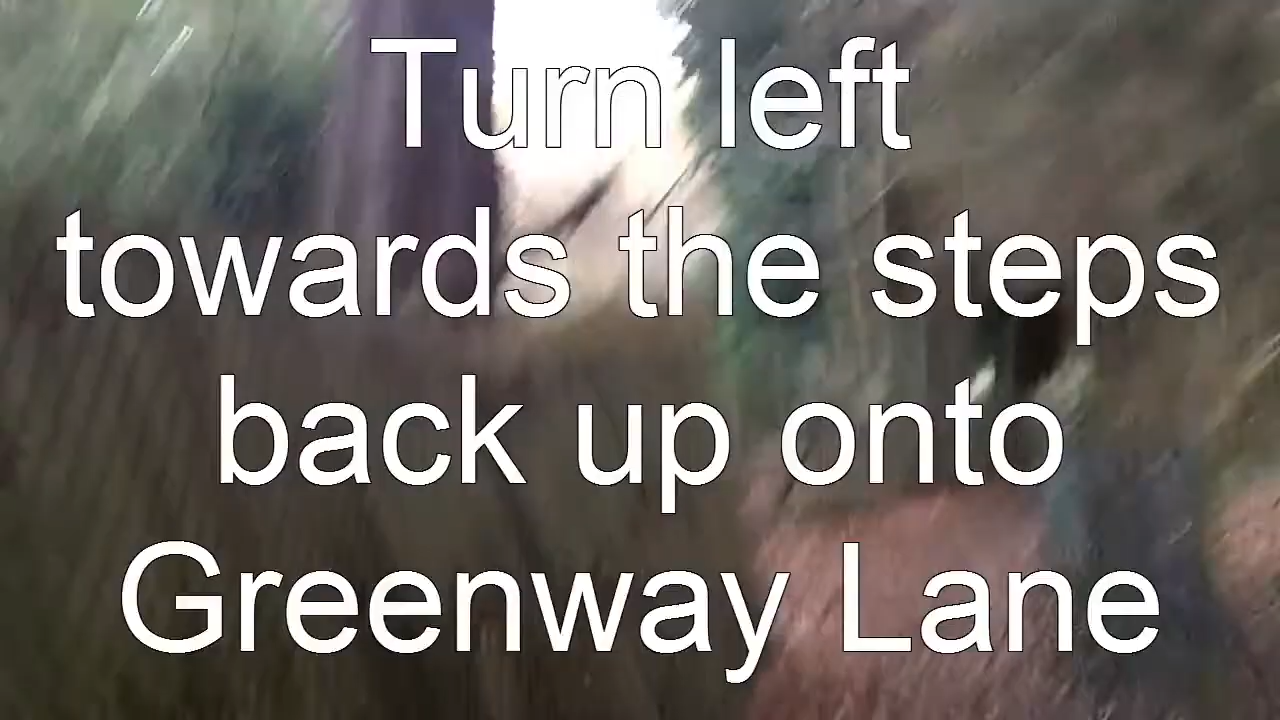 Turn left
towards the steps
back up onto
Greenway Lane